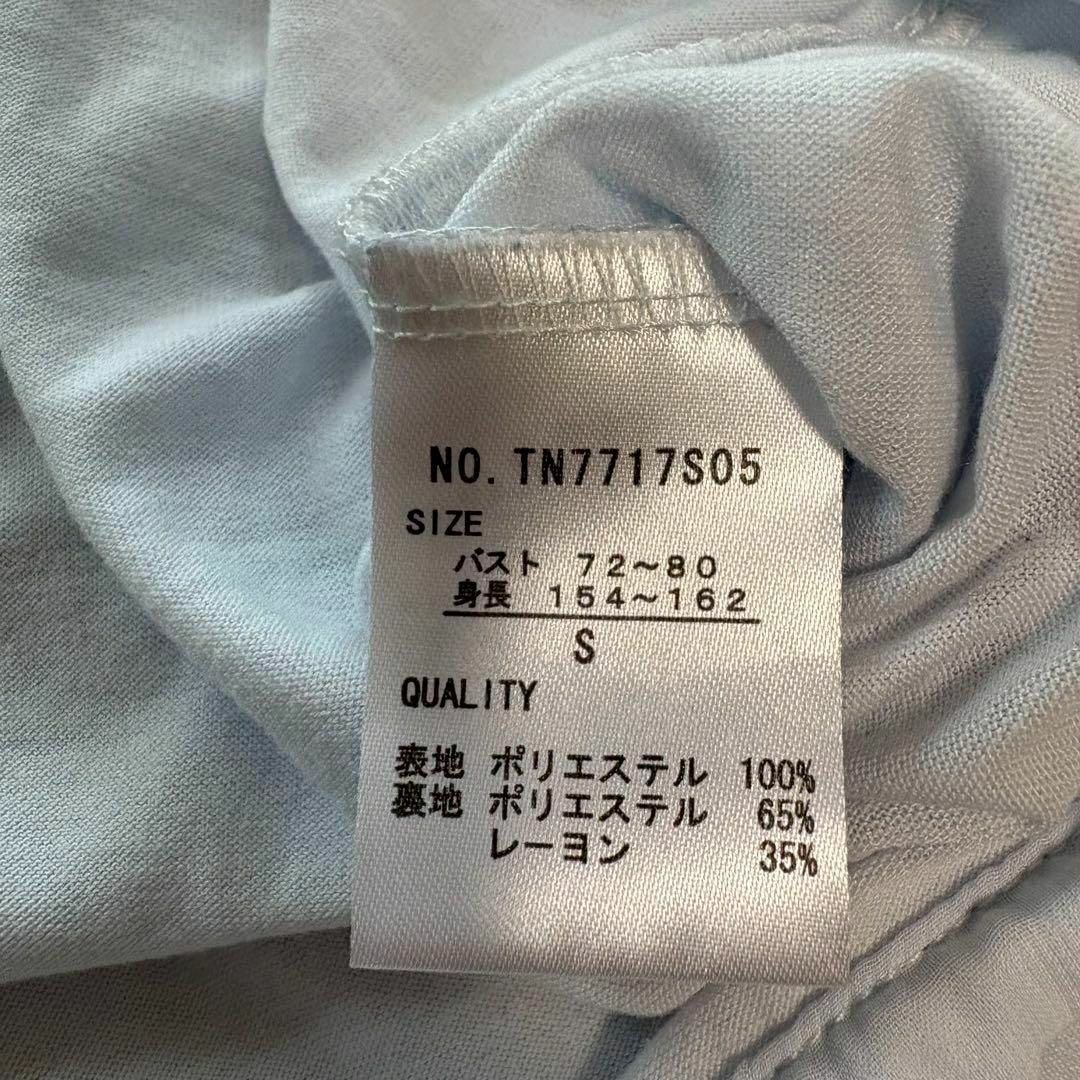 NO. TN7717S05
SIZE
バスト 72～80
身長 154～162
S
QUALITY
表地 ポリエステル 100%
裏地 ポリエステル 65%
レーヨン 35%